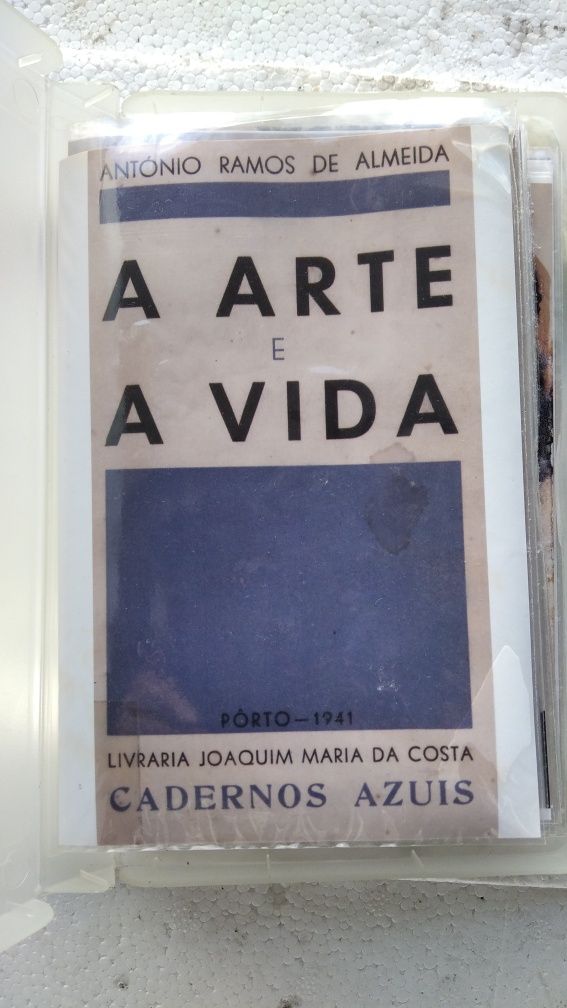 ANTÓNIO RAMOS DE ALMEIDA
A ARTE
E
A VIDA
PÔRTO—1941
LIVRARIA JOAQUIM MARIA DA COSTA
CADERNOS AZUIS